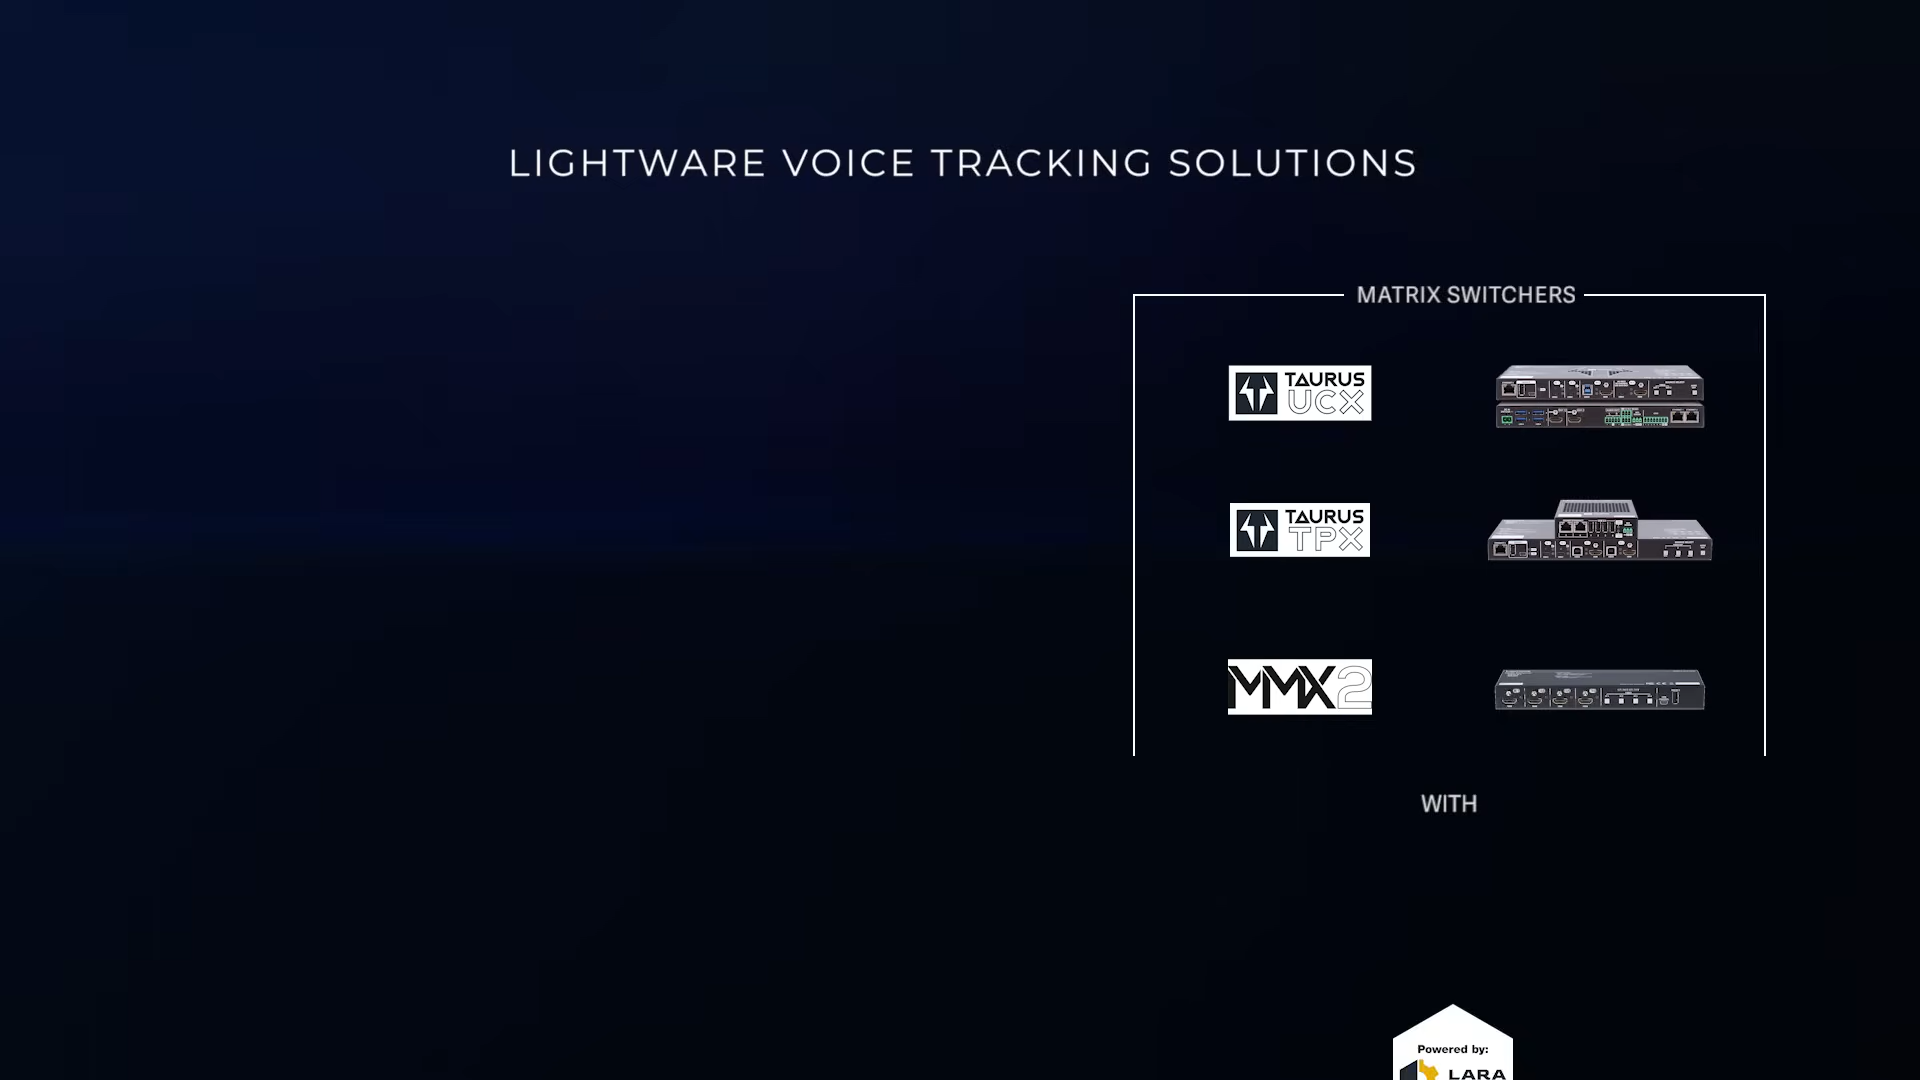 LIGHTWARE VOICE TRACKING SOLUTIONS
MATRIX SWITCHERS
TAURUS
UCX
TAURUS
TPX
MMX2
WITH
Powered by:
LARA